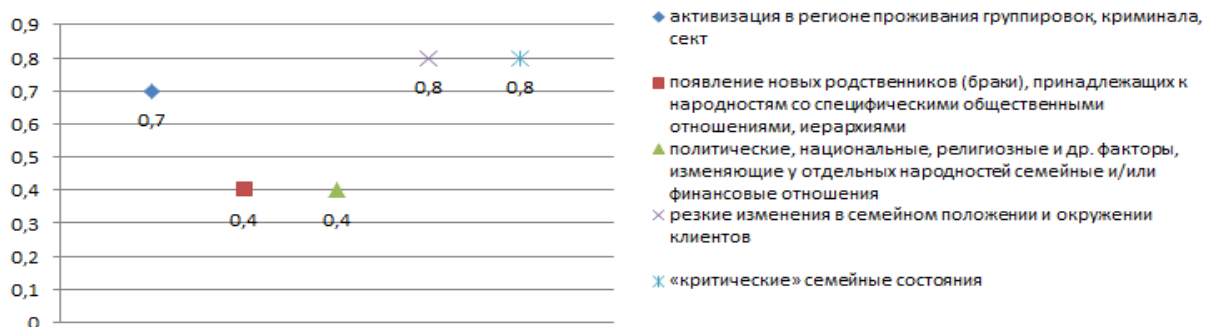 0,9
0,8
0,7
0,6
0,5
0,4
0,3
0,2
0,1
0
0,7
0,4
0,4
0,8
0,8
активизация в регионе проживания группировок, криминала,
сект
появление новых родственников (браки), принадлежащих к
народностям со специфическими общественными
отношениями, иерархиями
политические, национальные, религиозные и др. факторы,
изменяющие у отдельных народностей семейные и/или
финансовые отношения
резкие изменения в семейном положении и окружении
клиентов
«критические» семейные состояния